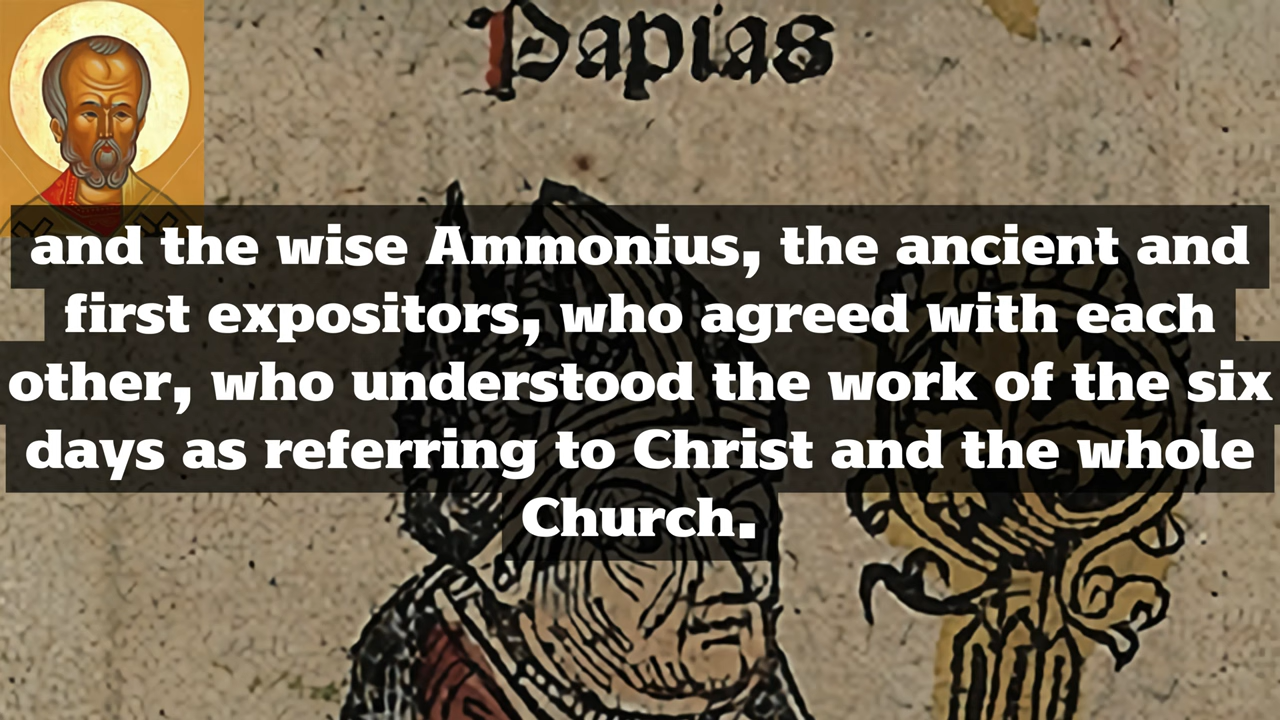 Papias
and the wise Ammonius, the ancient and
first expositors, who agreed with each
other, who understood the work of the six
days as referring to Christ and the whole
Church.